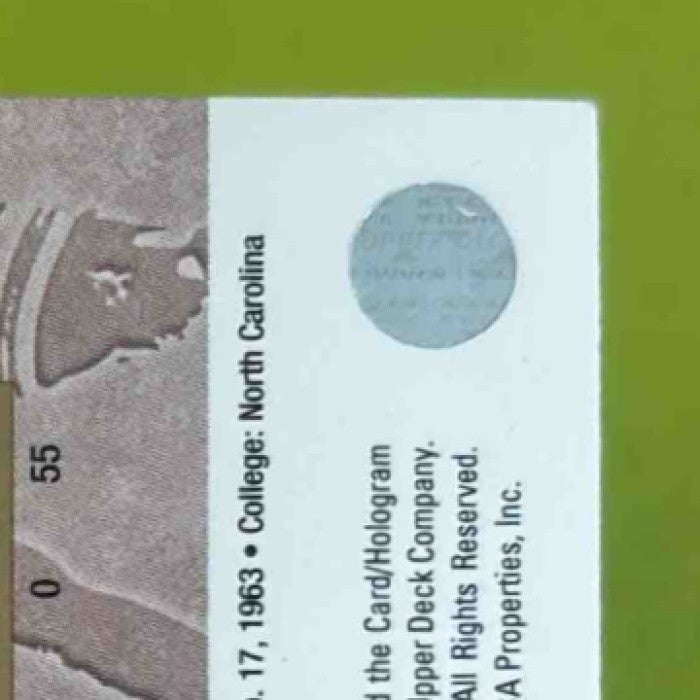 0 55
. 17, 1963 • College: North Carolina
d the Card/Hologram
pper Deck Company.
All Rights Reserved.
A Properties, Inc.